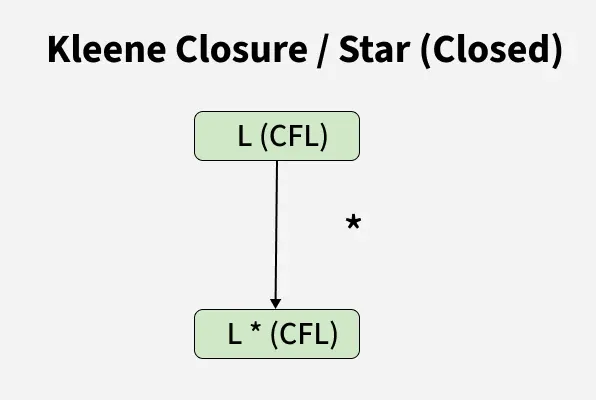 Kleene Closure / Star (Closed)
L (CFL)
*
L * (CFL)